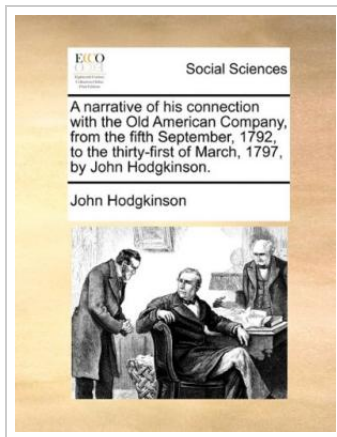 ECCO
Social Sciences
A narrative of his connection
with the Old American Company,
from the fifth September, 1792,
to the thirty-first of March, 1797,
by John Hodgkinson.
John Hodgkinson